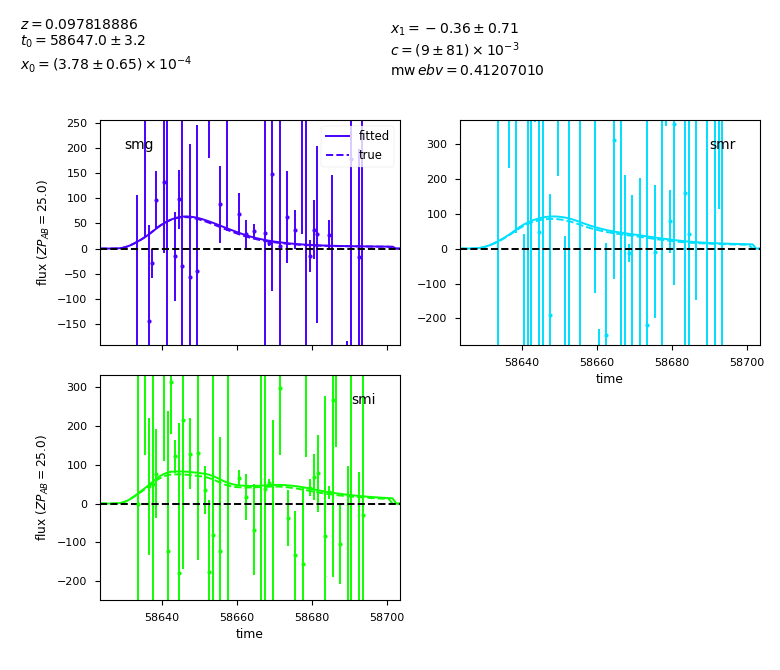 z = 0.097818886
t₀ = 58647.0 ± 3.2
x₀ = (3.78 ± 0.65) × 10⁻⁴
x₁ = −0.36 ± 0.71
c = (9 ± 81) × 10⁻³
mw ebv = 0.41207010
smg
fitted
true
250
200
150
100
50
0
−50
−100
−150
flux (ZP_AB = 25.0)
smr
300
200
100
0
−100
−200
58640 58660 58680 58700
time
smi
300
200
100
0
−100
−200
flux (ZP_AB = 25.0)
58640 58660 58680 58700
time